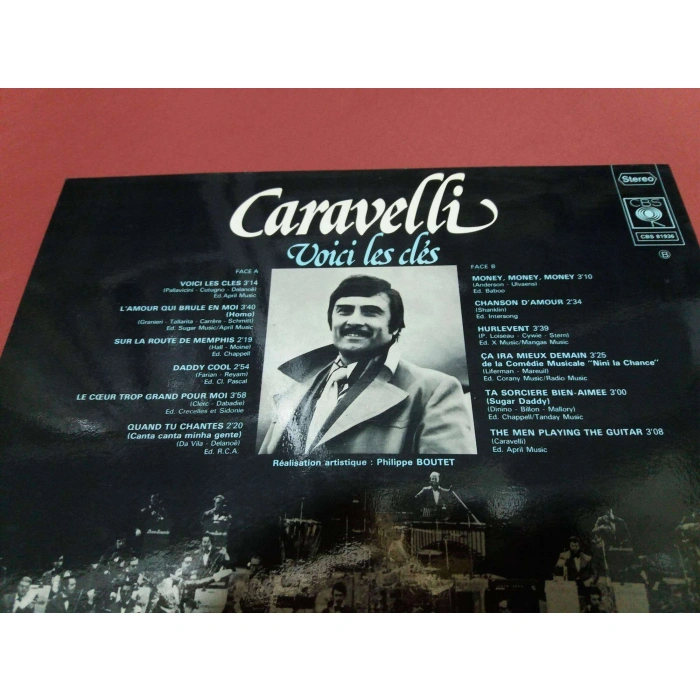 Caravelli
Voici les clés
Stereo
CBS
CBS 81936
B
FACE A
VOICI LES CLES 3'14
(Pallavicini - Cutugno - Delanoë)
Ed. April Music
L'AMOUR QUI BRULE EN MOI 3'40
(Homo)
(Granieri - Tallarita - Carrère - Schmitt)
Ed. Sugar Music/April Music
SUR LA ROUTE DE MEMPHIS 2'19
(Hall - Moine)
Ed. Chappell
DADDY COOL 2'54
(Farian - Reyam)
Ed. Cl. Pascal
LE CŒUR TROP GRAND POUR MOI 3'58
(Clerc - Dabadie)
Ed. Crecelles et Sidonie
QUAND TU CHANTES 2'20
(Canta canta minha gente)
(Da Vila - Delanoë)
Ed. R.C.A.
FACE B
MONEY, MONEY, MONEY 3'10
(Anderson - Ulvaens)
Ed. Baboo
CHANSON D'AMOUR 2'34
(Shanklin)
Ed. Intersong
HURLEVENT 3'39
(P. Loiseau - Cywie - Stern)
Ed. X Music/Mangas Music
ÇA IRA MIEUX DEMAIN 3'25
de la Comédie Musicale "Nini la Chance"
(Liferman - Mareuil)
Ed. Corany Music/Radio Music
TA SORCIERE BIEN-AIMEE 3'00
(Sugar Daddy)
(Dinino - Billon - Mallory)
Ed. Chappell/Tanday Music
THE MEN PLAYING THE GUITAR 3'08
(Caravelli)
Ed. April Music
Réalisation artistique : Philippe BOUTET